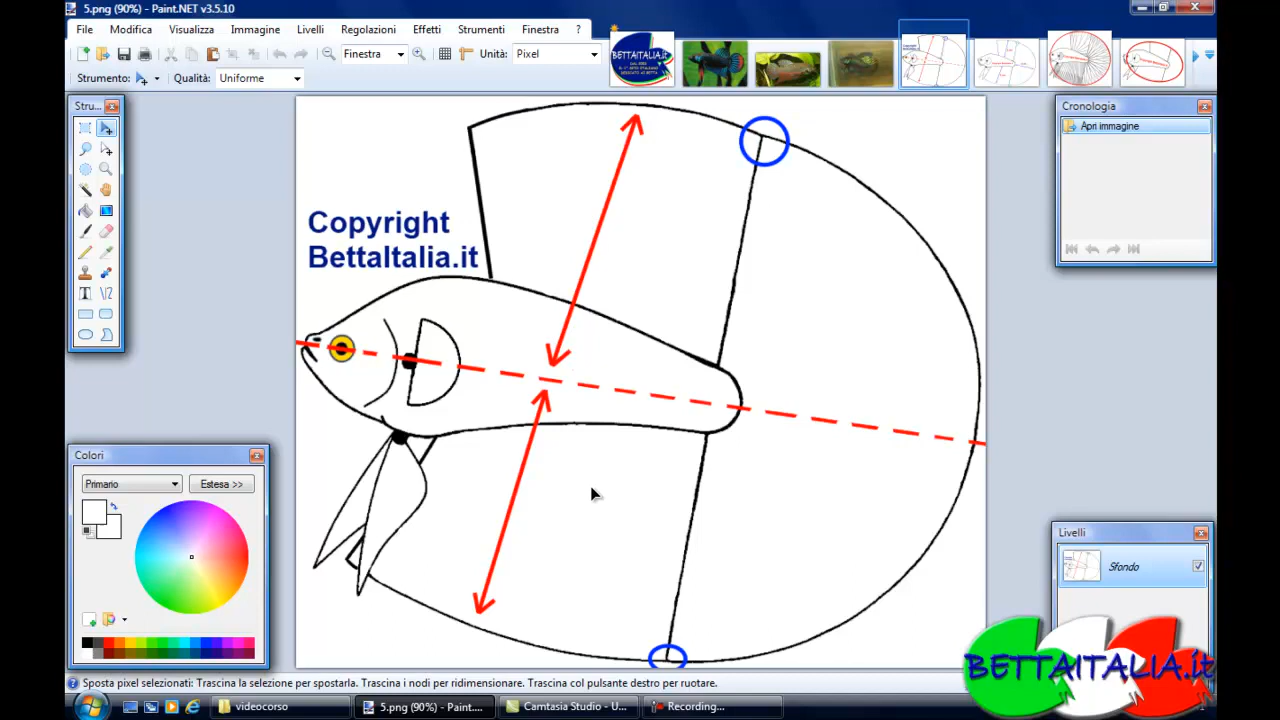 5.png (90%) - Paint.NET v3.5.10
File Modifica Visualizza Immagine Livelli Regolazioni Effetti Strumenti Finestra ?
Finestra Unità: Pixel
Strumento: Qualità: Uniforme
BETTAITALIA.it
Stru...
Cronologia
Apri immagine
Copyright
BettaItalia.it
Colori
Primario Estesa >>
Livelli
Sfondo
BETTAITALIA.it
Sposta pixel selezionati: Trascina la selezione per spostarla. Trascina i nodi per ridimensionare. Trascina col pulsante destro per ruotare.
videocorso 5.png (90%) - Paint.... Camtasia Studio - U... Recording...